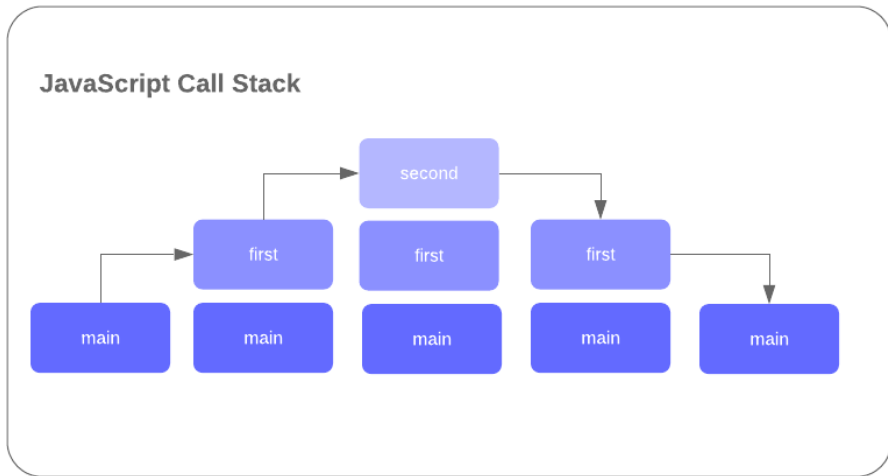 JavaScript Call Stack
second
first
first
first
main
main
main
main
main